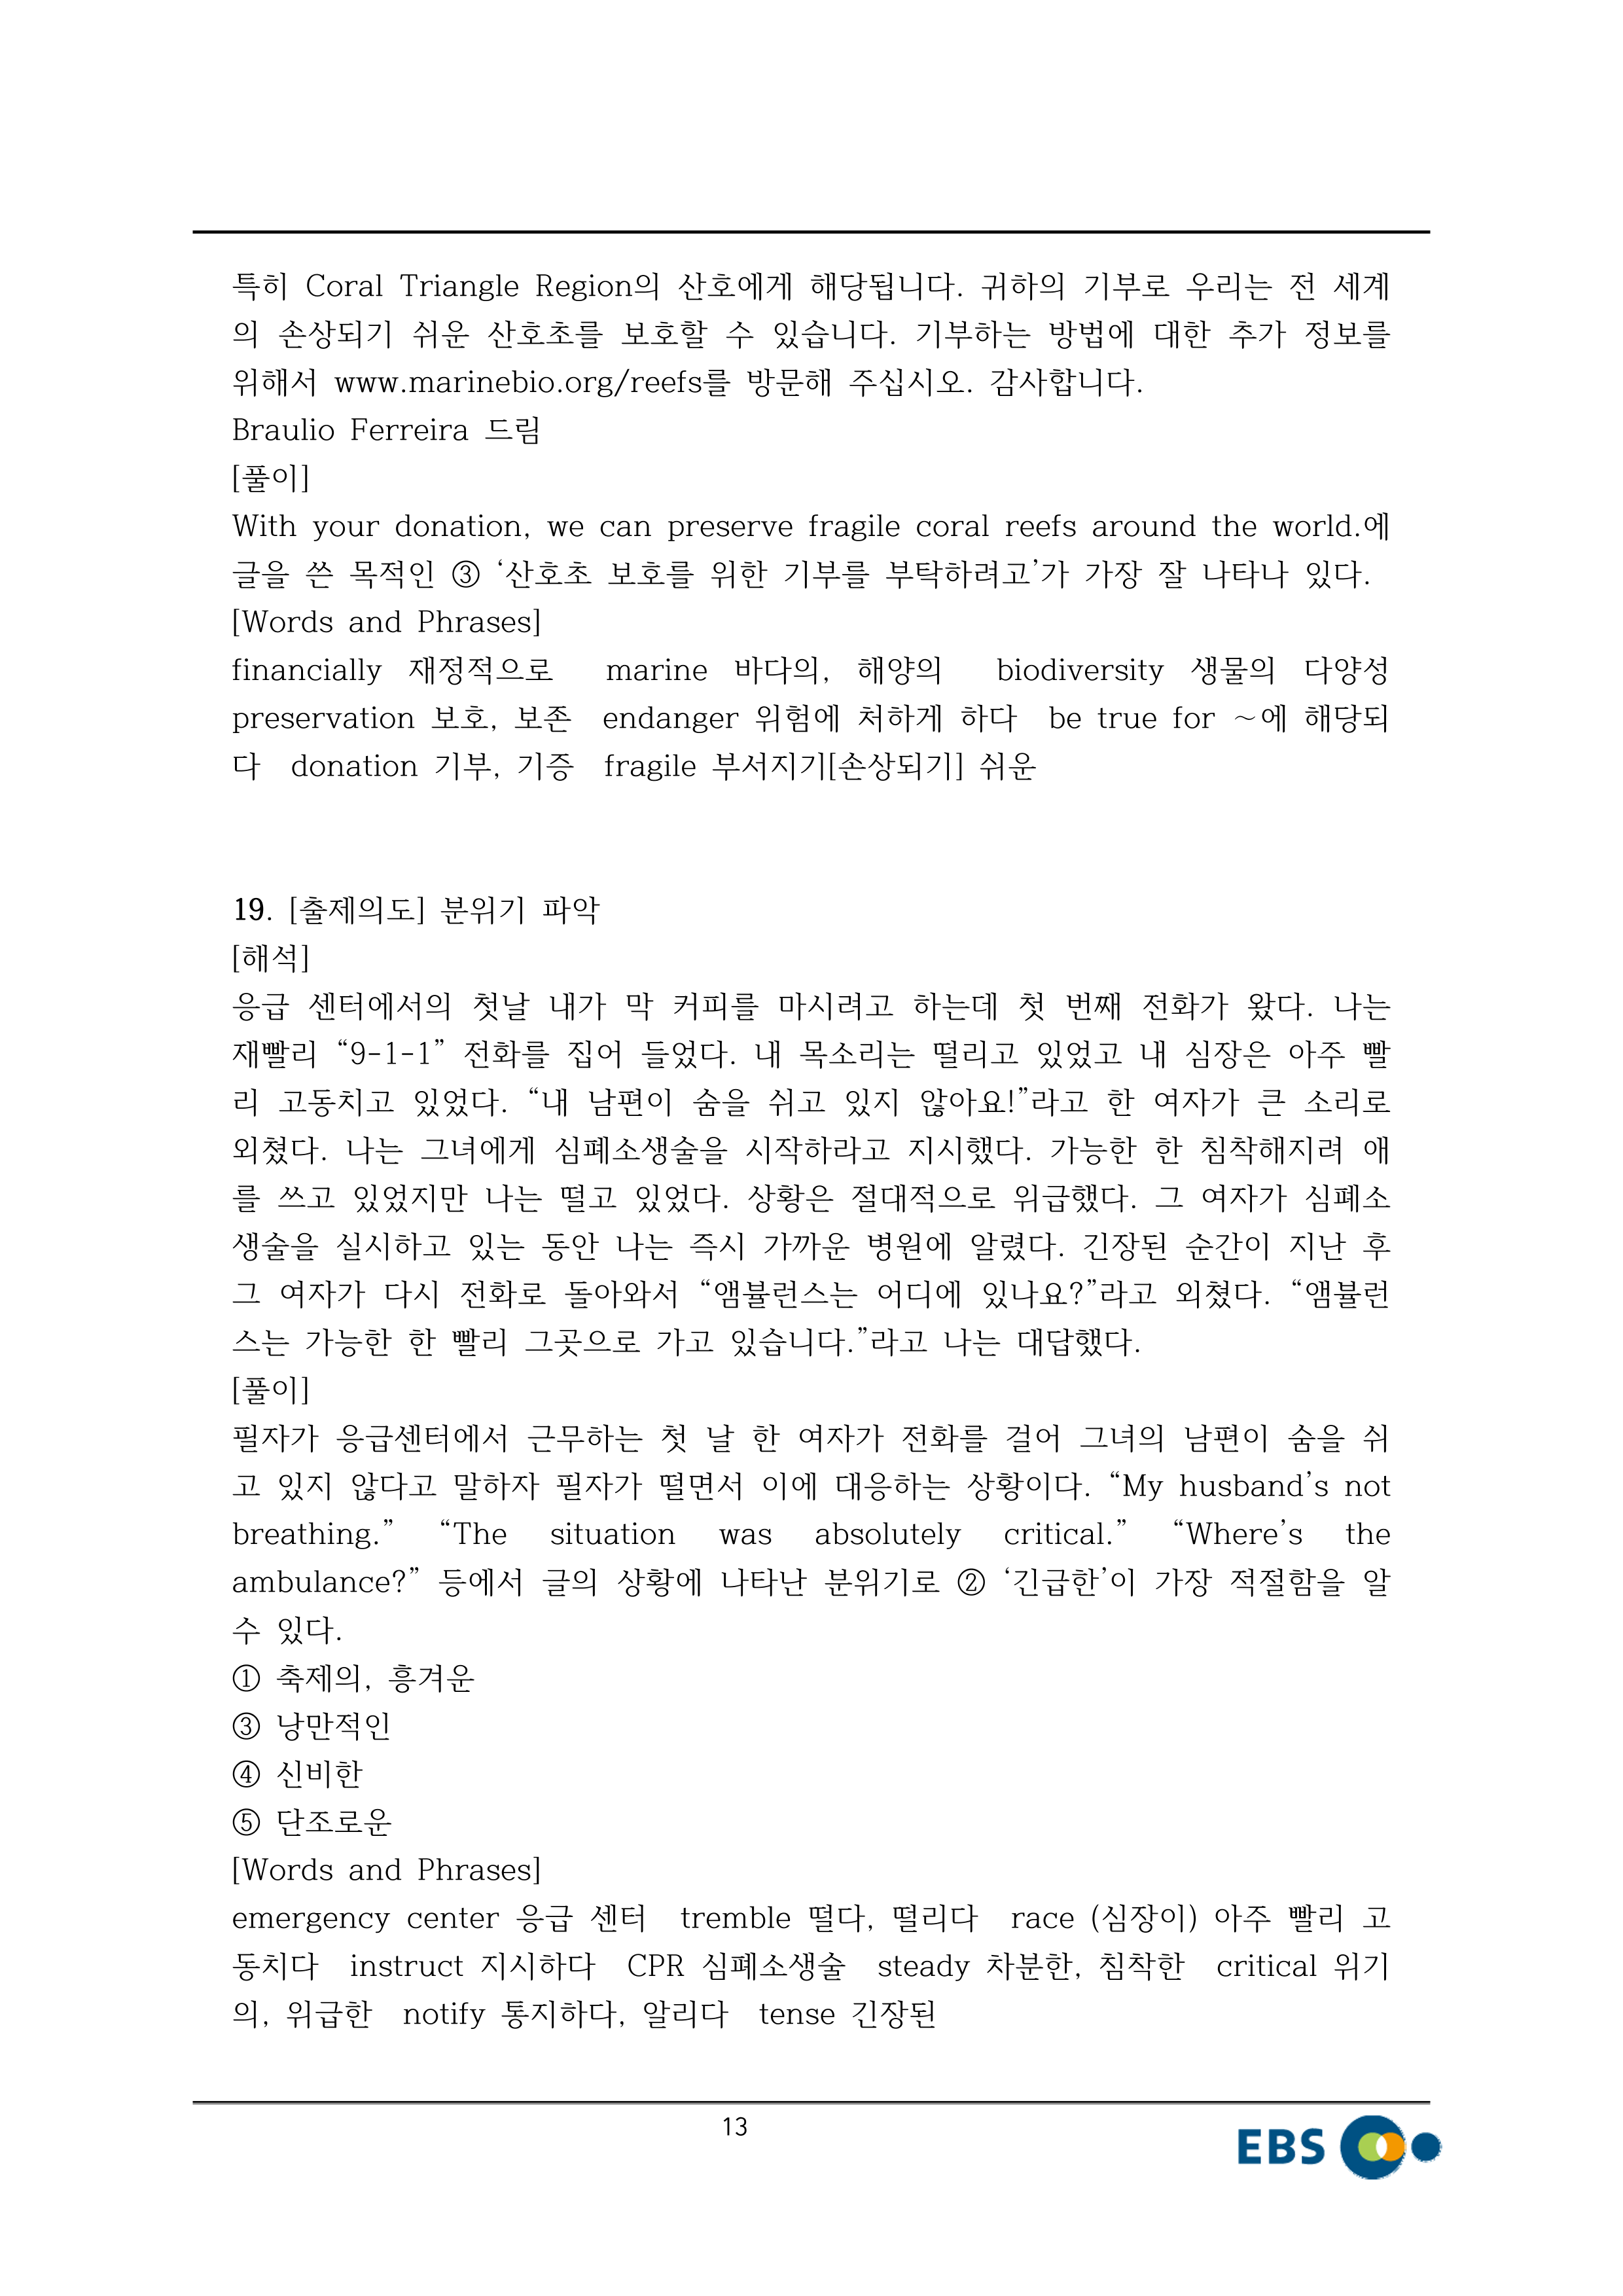 특히 Coral Triangle Region의 산호에게 해당됩니다. 귀하의 기부로 우리는 전 세계
의 손상되기 쉬운 산호초를 보호할 수 있습니다. 기부하는 방법에 대한 추가 정보를
위해서 www.marinebio.org/reefs를 방문해 주십시오. 감사합니다.
Braulio Ferreira 드림
[풀이]
With your donation, we can preserve fragile coral reefs around the world.에
글을 쓴 목적인 ③ ‘산호초 보호를 위한 기부를 부탁하려고’가 가장 잘 나타나 있다.
[Words and Phrases]
financially 재정적으로 marine 바다의, 해양의 biodiversity 생물의 다양성
preservation 보호, 보존 endanger 위험에 처하게 하다 be true for ~에 해당되
다 donation 기부, 기증 fragile 부서지기[손상되기] 쉬운
19. [출제의도] 분위기 파악
[해석]
응급 센터에서의 첫날 내가 막 커피를 마시려고 하는데 첫 번째 전화가 왔다. 나는
재빨리 “9-1-1” 전화를 집어 들었다. 내 목소리는 떨리고 있었고 내 심장은 아주 빨
리 고동치고 있었다. “내 남편이 숨을 쉬고 있지 않아요!”라고 한 여자가 큰 소리로
외쳤다. 나는 그녀에게 심폐소생술을 시작하라고 지시했다. 가능한 한 침착해지려 애
를 쓰고 있었지만 나는 떨고 있었다. 상황은 절대적으로 위급했다. 그 여자가 심폐소
생술을 실시하고 있는 동안 나는 즉시 가까운 병원에 알렸다. 긴장된 순간이 지난 후
그 여자가 다시 전화로 돌아와서 “앰뷸런스는 어디에 있나요?”라고 외쳤다. “앰뷸런
스는 가능한 한 빨리 그곳으로 가고 있습니다.”라고 나는 대답했다.
[풀이]
필자가 응급센터에서 근무하는 첫 날 한 여자가 전화를 걸어 그녀의 남편이 숨을 쉬
고 있지 않다고 말하자 필자가 떨면서 이에 대응하는 상황이다. “My husband’s not
breathing.” “The situation was absolutely critical.” “Where’s the
ambulance?” 등에서 글의 상황에 나타난 분위기로 ② ‘긴급한’이 가장 적절함을 알
수 있다.
① 축제의, 흥겨운
③ 낭만적인
④ 신비한
⑤ 단조로운
[Words and Phrases]
emergency center 응급 센터 tremble 떨다, 떨리다 race (심장이) 아주 빨리 고
동치다 instruct 지시하다 CPR 심폐소생술 steady 차분한, 침착한 critical 위기
의, 위급한 notify 통지하다, 알리다 tense 긴장된
13
EBS